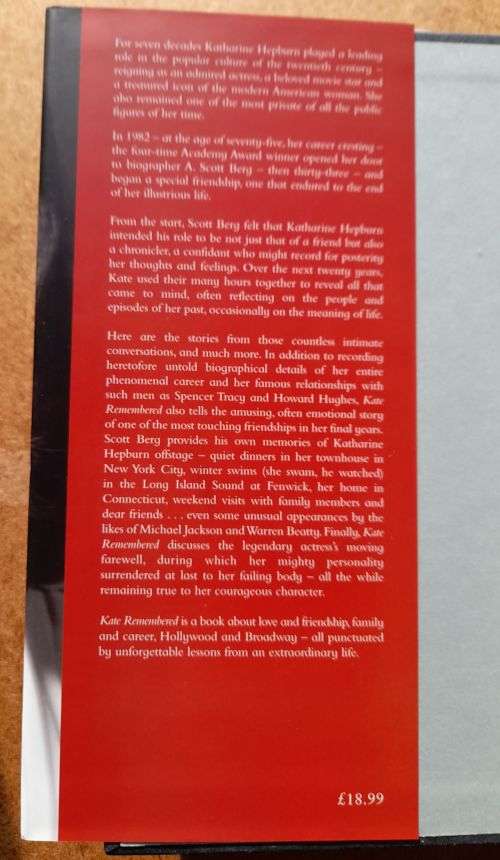 For seven decades Katharine Hepburn played a leading
role in the popular culture of the twentieth century –
reigning as an admired actress, a beloved movie star and
a treasured icon of the modern American woman. She
also remained one of the most private of all the public
figures of her time.
In 1982 – at the age of seventy-five, her career cresting –
the four-time Academy Award winner opened her door
to biographer A. Scott Berg – then thirty-three – and
began a special friendship, one that endured to the end
of her illustrious life.
From the start, Scott Berg felt that Katharine Hepburn
intended his role to be not just that of a friend but also
a chronicler, a confidant who might record for posterity
her thoughts and feelings. Over the next twenty years,
Kate used their many hours together to reveal all that
came to mind, often reflecting on the people and
episodes of her past, occasionally on the meaning of life.
Here are the stories from those countless intimate
conversations, and much more. In addition to recording
heretofore untold biographical details of her entire
phenomenal career and her famous relationships with
such men as Spencer Tracy and Howard Hughes, Kate
Remembered also tells the amusing, often emotional story
of one of the most touching friendships in her final years.
Scott Berg provides his own memories of Katharine
Hepburn offstage – quiet dinners in her townhouse in
New York City, winter swims (she swam, he watched)
in the Long Island Sound at Fenwick, her home in
Connecticut, weekend visits with family members and
dear friends . . . even some unusual appearances by the
likes of Michael Jackson and Warren Beatty. Finally, Kate
Remembered discusses the legendary actress's moving
farewell, during which her mighty personality
surrendered at last to her failing body – all the while
remaining true to her courageous character.
Kate Remembered is a book about love and friendship, family
and career, Hollywood and Broadway – all punctuated
by unforgettable lessons from an extraordinary life.
£18.99